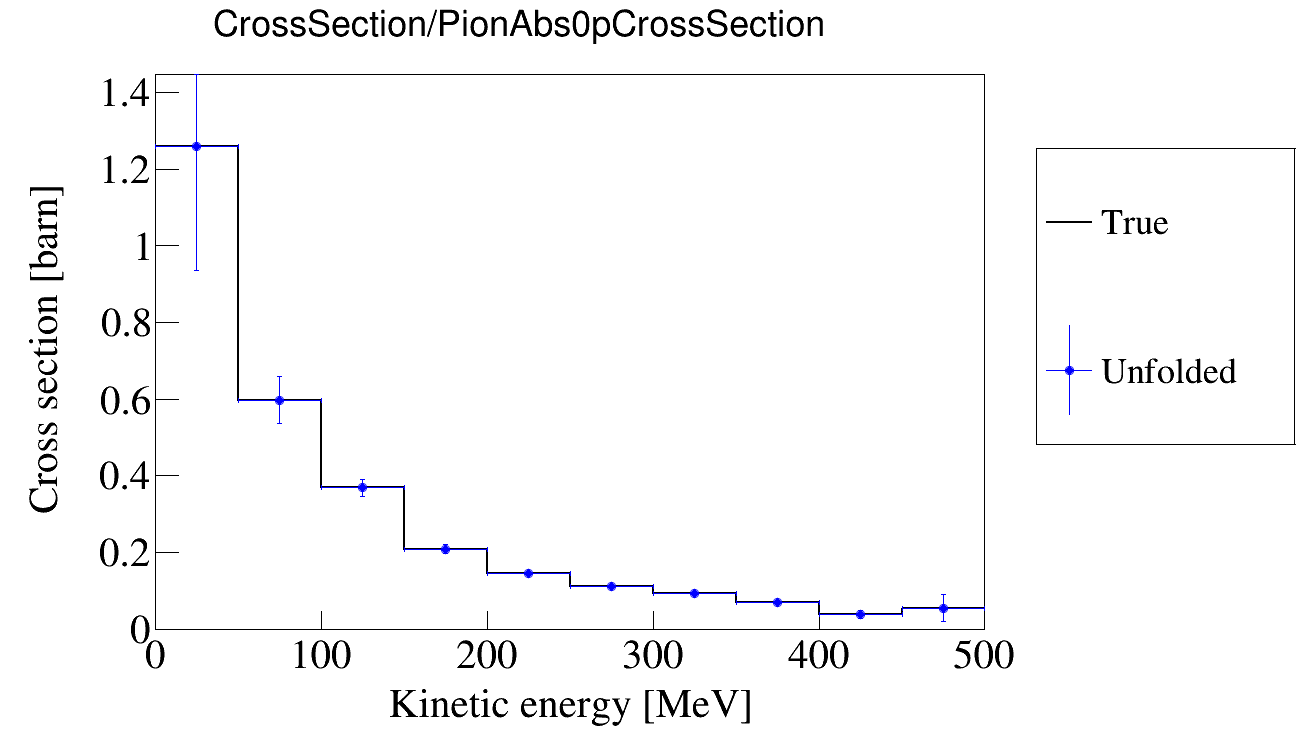 CrossSection/PionAbs0pCrossSection
1.4
1.2
1
0.8
0.6
0.4
0.2
0
Cross section [barn]
0 100 200 300 400 500
Kinetic energy [MeV]
True
Unfolded